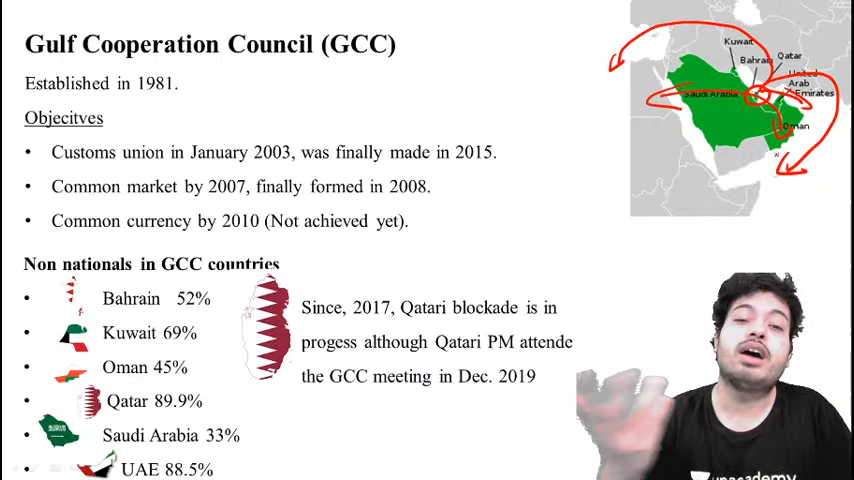 Gulf Cooperation Council (GCC)
Established in 1981.
Objecitves
• Customs union in January 2003, was finally made in 2015.
• Common market by 2007, finally formed in 2008.
• Common currency by 2010 (Not achieved yet).
Non nationals in GCC countries
• Bahrain 52%
• Kuwait 69%
• Oman 45%
• Qatar 89.9%
• Saudi Arabia 33%
• UAE 88.5%
Since, 2017, Qatari blockade is in
progess although Qatari PM attende
the GCC meeting in Dec. 2019
Kuwait
Qatar
Bahrain
United
Arab
Emirates
Saudi Arabia
Oman
unacademy